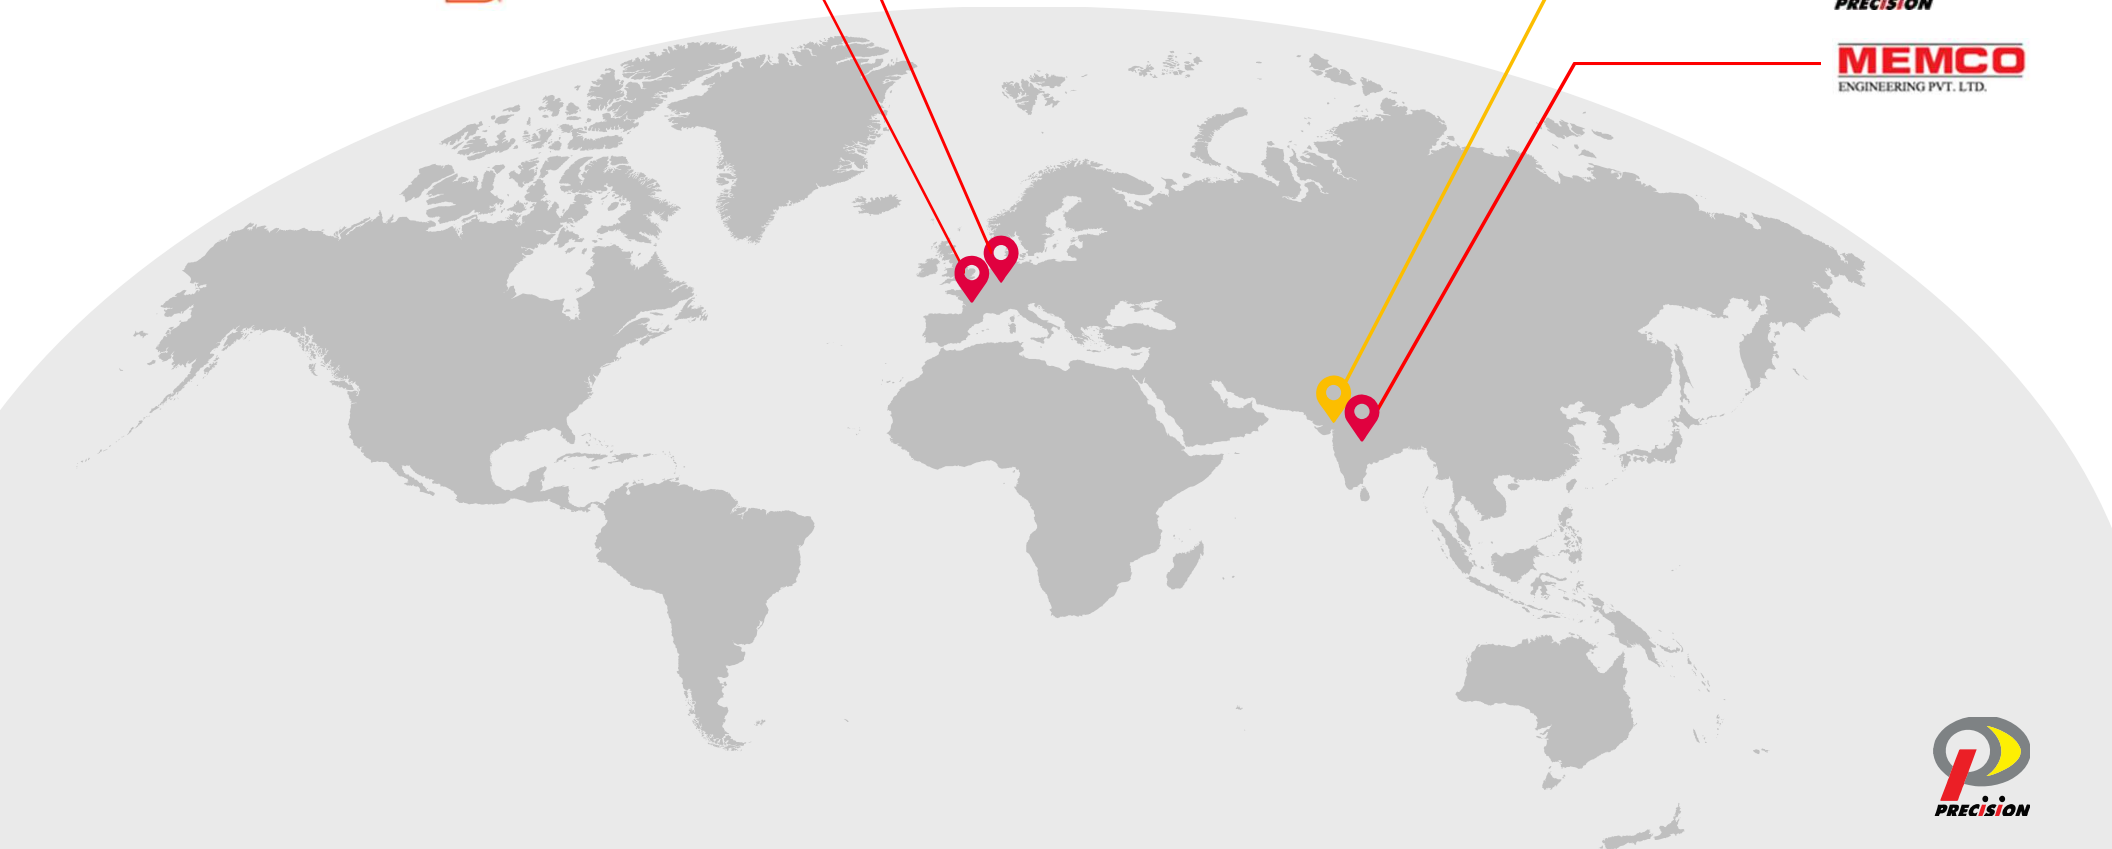 PRECISION
MEMCO
ENGINEERING PVT. LTD.
PRECISION